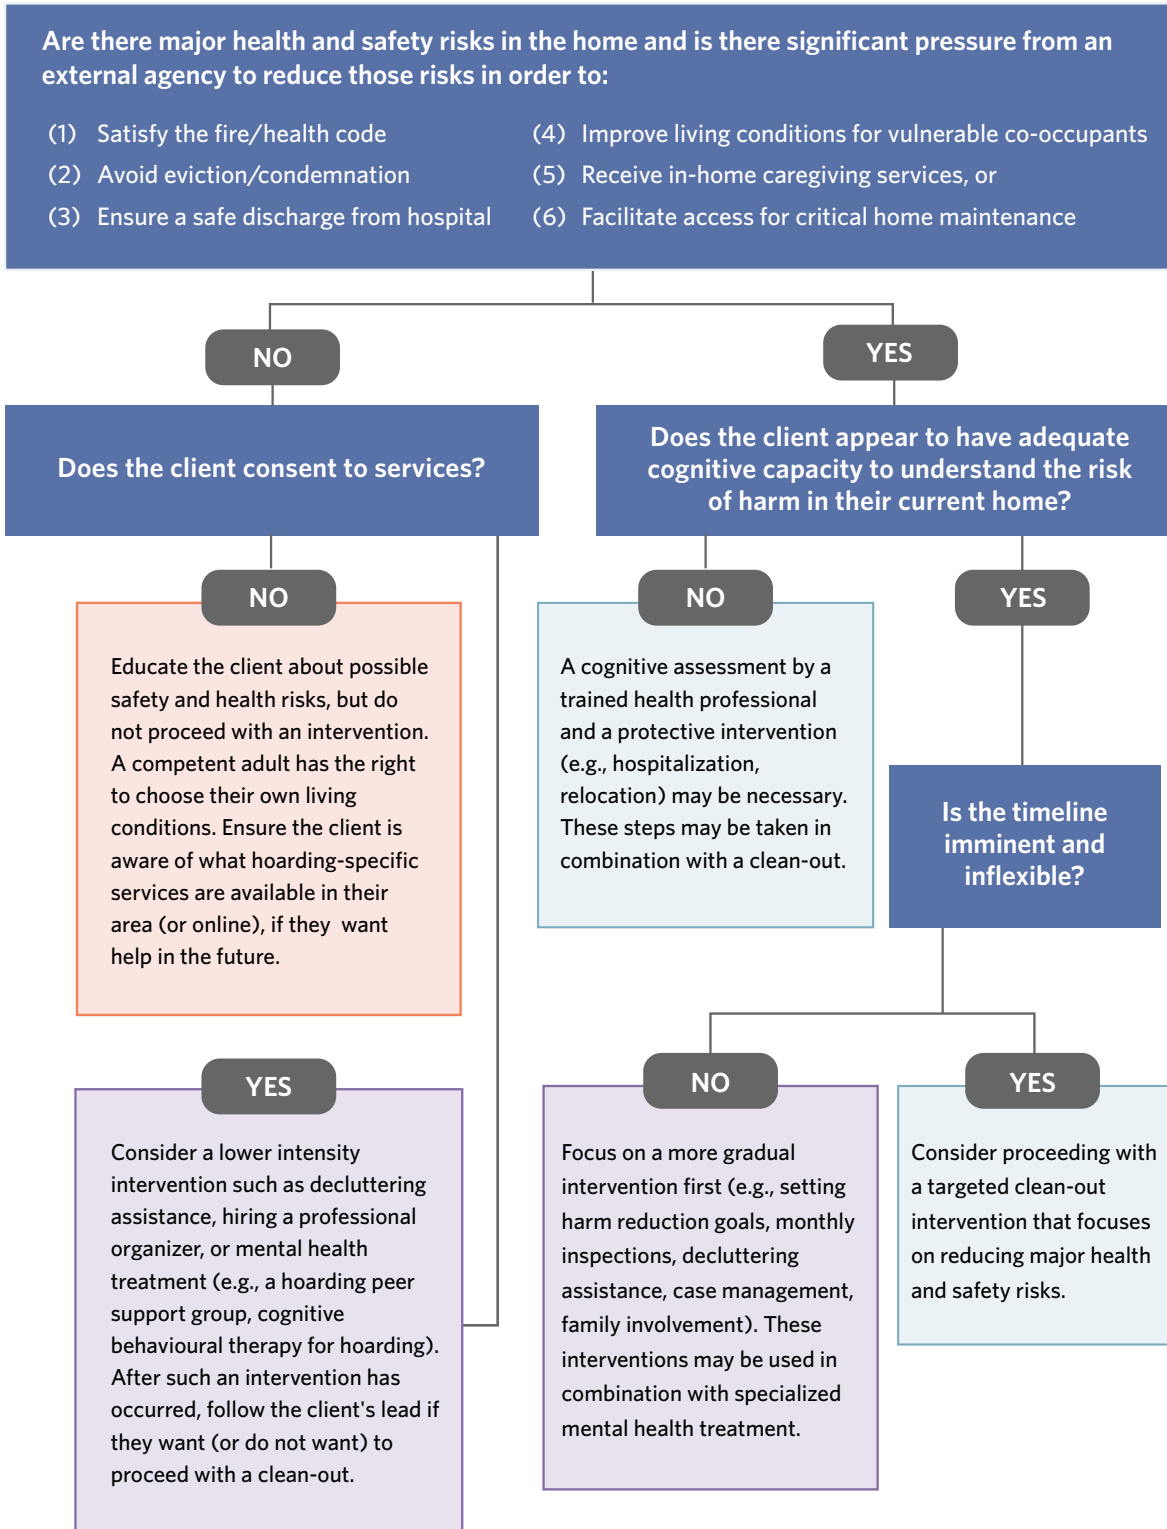 Are there major health and safety risks in the home and is there significant pressure from an
external agency to reduce those risks in order to:
(1) Satisfy the fire/health code
(2) Avoid eviction/condemnation
(3) Ensure a safe discharge from hospital
(4) Improve living conditions for vulnerable co-occupants
(5) Receive in-home caregiving services, or
(6) Facilitate access for critical home maintenance
NO
YES
Does the client consent to services?
Does the client appear to have adequate
cognitive capacity to understand the risk
of harm in their current home?
NO
Educate the client about possible
safety and health risks, but do
not proceed with an intervention.
A competent adult has the right
to choose their own living
conditions. Ensure the client is
aware of what hoarding-specific
services are available in their
area (or online), if they want
help in the future.
NO
A cognitive assessment by a
trained health professional
and a protective intervention
(e.g., hospitalization,
relocation) may be necessary.
These steps may be taken in
combination with a clean-out.
YES
Is the timeline
imminent and
inflexible?
YES
Consider a lower intensity
intervention such as decluttering
assistance, hiring a professional
organizer, or mental health
treatment (e.g., a hoarding peer
support group, cognitive
behavioural therapy for hoarding).
After such an intervention has
occurred, follow the client's lead if
they want (or do not want) to
proceed with a clean-out.
NO
Focus on a more gradual
intervention first (e.g., setting
harm reduction goals, monthly
inspections, decluttering
assistance, case management,
family involvement). These
interventions may be used in
combination with specialized
mental health treatment.
YES
Consider proceeding with
a targeted clean-out
intervention that focuses
on reducing major health
and safety risks.